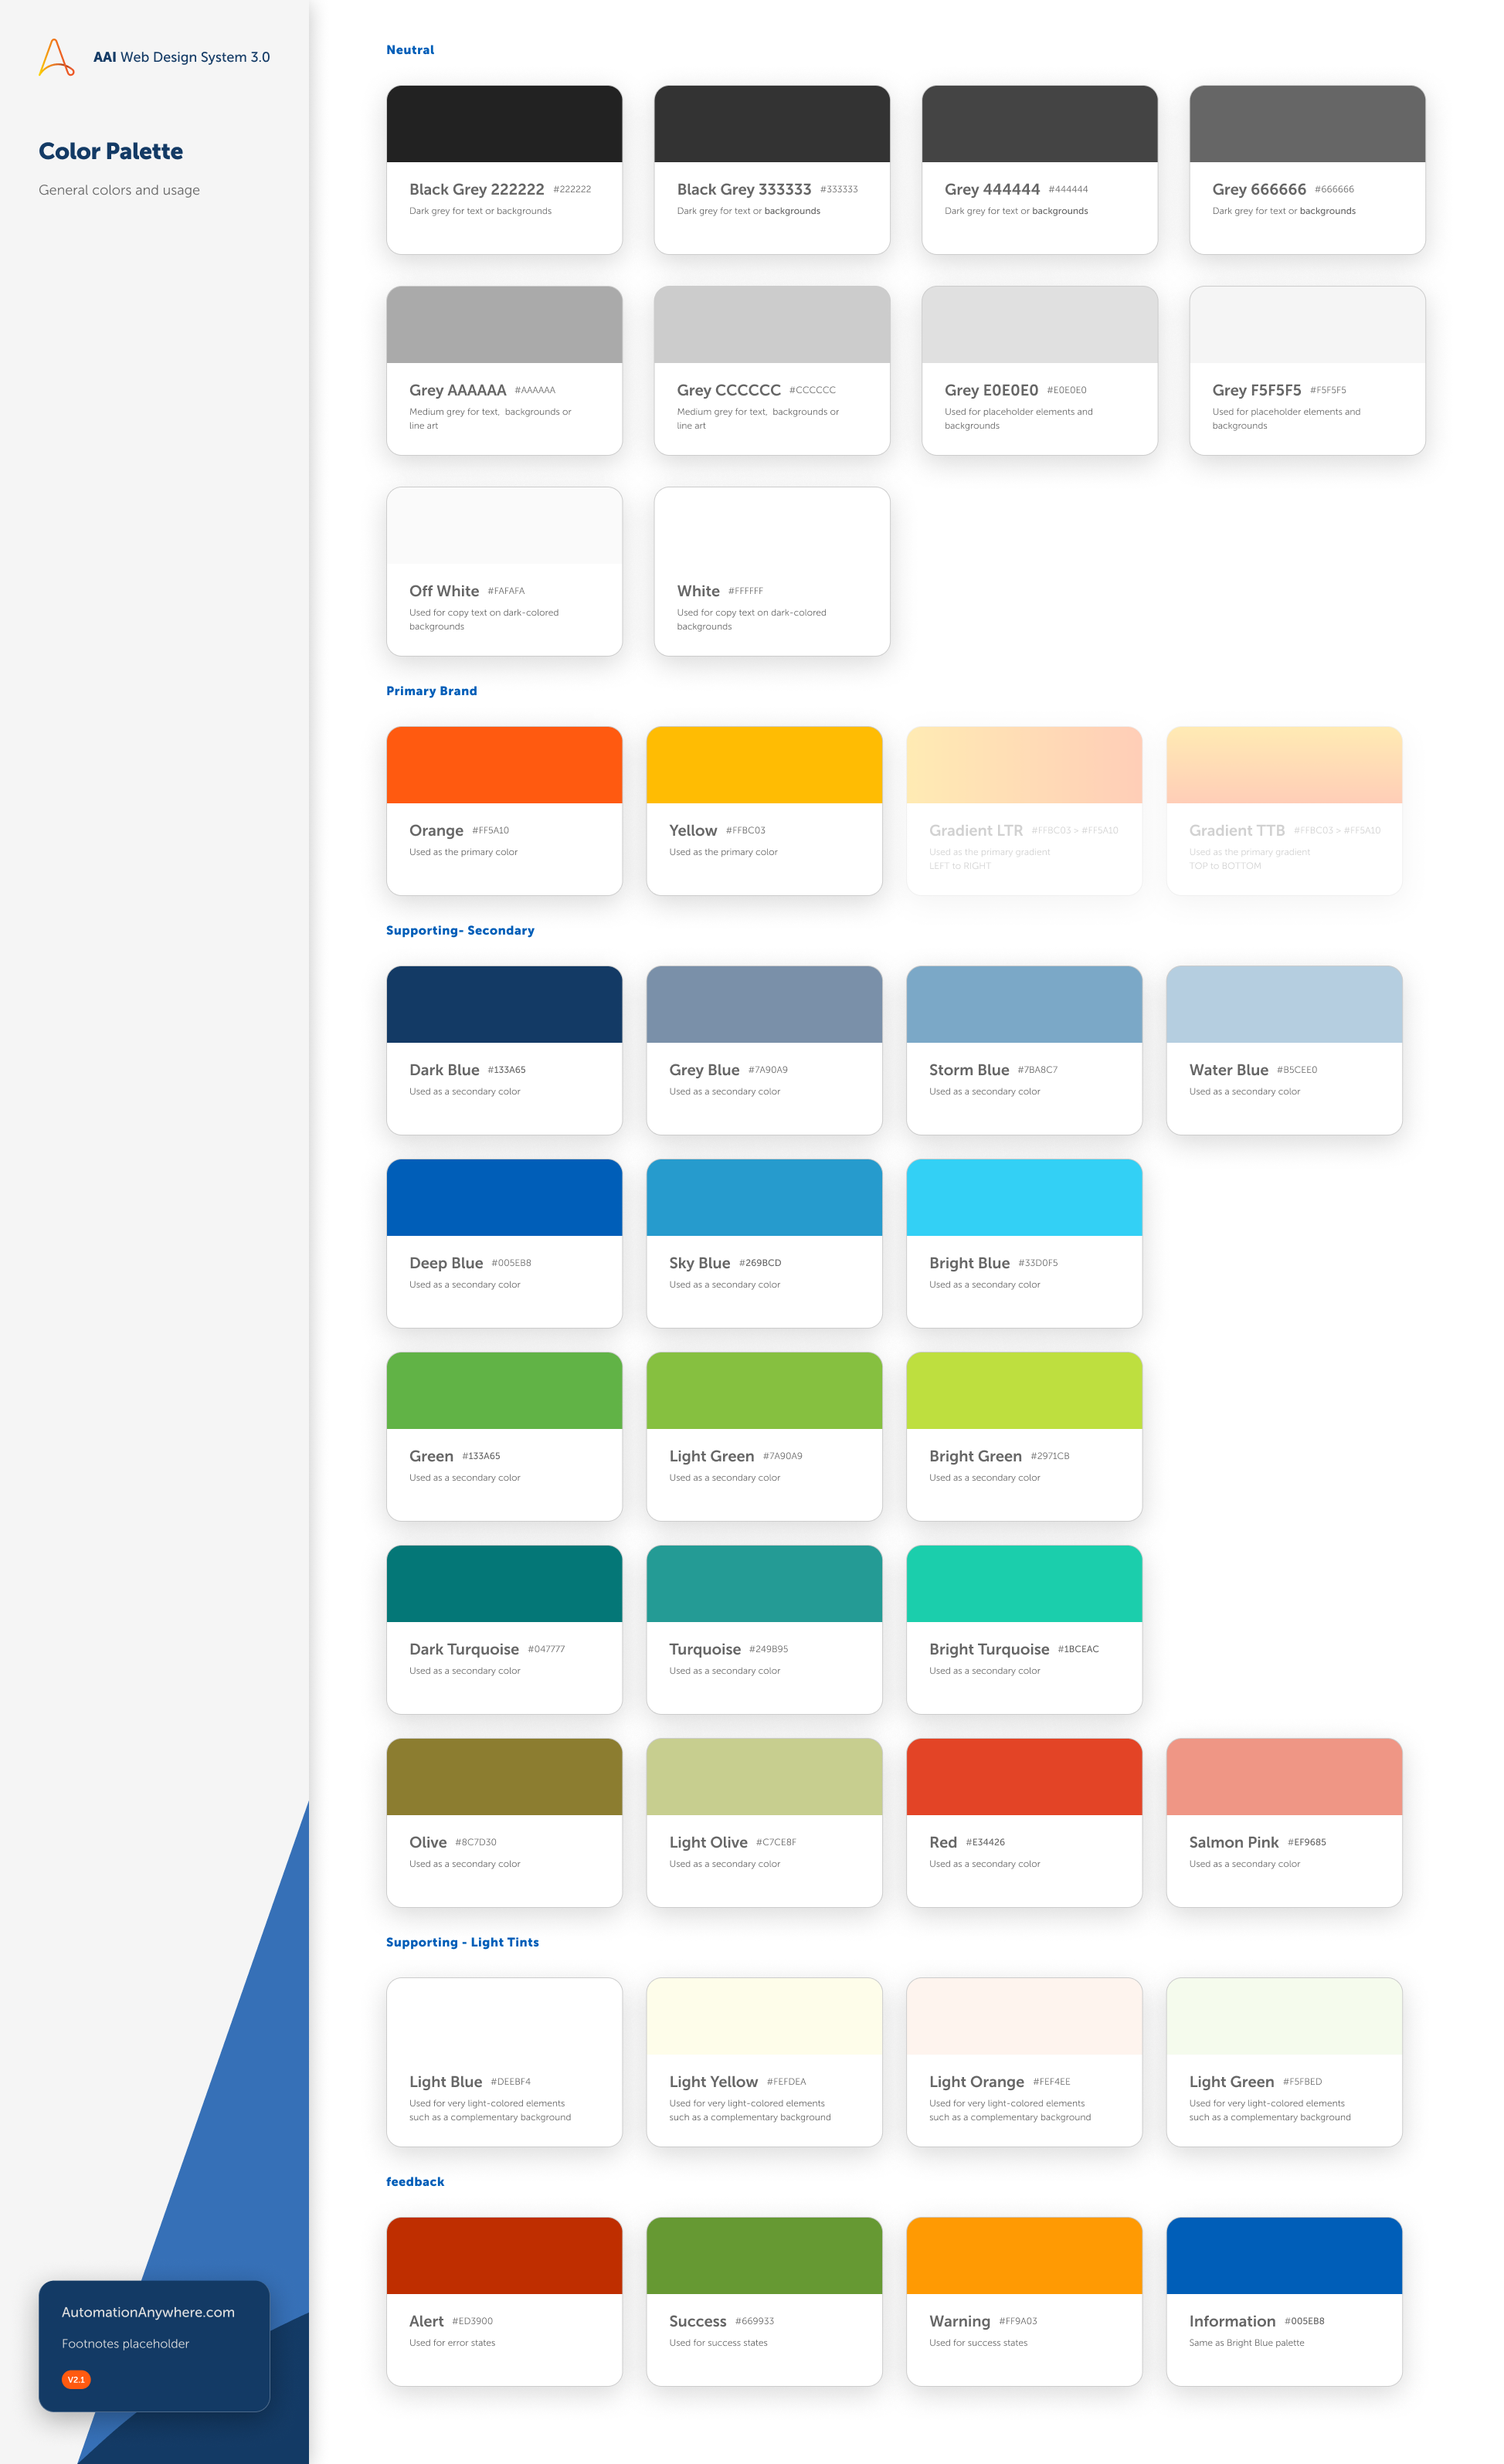 AAI Web Design System 3.0
Color Palette
General colors and usage
Neutral
Black Grey 222222 #222222
Dark grey for text or backgrounds
Black Grey 333333 #333333
Dark grey for text or backgrounds
Grey 444444 #444444
Dark grey for text or backgrounds
Grey 666666 #666666
Dark grey for text or backgrounds
Grey AAAAAA #AAAAAA
Medium grey for text, backgrounds or
line art
Grey CCCCCC #CCCCCC
Medium grey for text, backgrounds or
line art
Grey E0E0E0 #E0E0E0
Used for placeholder elements and
backgrounds
Grey F5F5F5 #F5F5F5
Used for placeholder elements and
backgrounds
Off White #FAFAFA
Used for copy text on dark-colored
backgrounds
White #FFFFFF
Used for copy text on dark-colored
backgrounds
Primary Brand
Orange #FF5A10
Used as the primary color
Yellow #FFBC03
Used as the primary color
Gradient LTR #FFBC03 > #FF5A10
Used as the primary gradient
LEFT to RIGHT
Gradient TTB #FFBC03 > #FF5A10
Used as the primary gradient
TOP to BOTTOM
Supporting- Secondary
Dark Blue #133A65
Used as a secondary color
Grey Blue #7A90A9
Used as a secondary color
Storm Blue #7BA8C7
Used as a secondary color
Water Blue #B5CEE0
Used as a secondary color
Deep Blue #005EB8
Used as a secondary color
Sky Blue #269BCD
Used as a secondary color
Bright Blue #33D0F5
Used as a secondary color
Green #133A65
Used as a secondary color
Light Green #7A90A9
Used as a secondary color
Bright Green #2971CB
Used as a secondary color
Dark Turquoise #047777
Used as a secondary color
Turquoise #249B95
Used as a secondary color
Bright Turquoise #1BCEAC
Used as a secondary color
Olive #8C7D30
Used as a secondary color
Light Olive #C7CE8F
Used as a secondary color
Red #E34426
Used as a secondary color
Salmon Pink #EF9685
Used as a secondary color
Supporting - Light Tints
Light Blue #DEEBF4
Used for very light-colored elements
such as a complementary background
Light Yellow #FEFDEA
Used for very light-colored elements
such as a complementary background
Light Orange #FEF4EE
Used for very light-colored elements
such as a complementary background
Light Green #F5FBED
Used for very light-colored elements
such as a complementary background
feedback
Alert #ED3900
Used for error states
Success #669933
Used for success states
Warning #FF9A03
Used for success states
Information #005EB8
Same as Bright Blue palette
AutomationAnywhere.com
Footnotes placeholder
V2.1